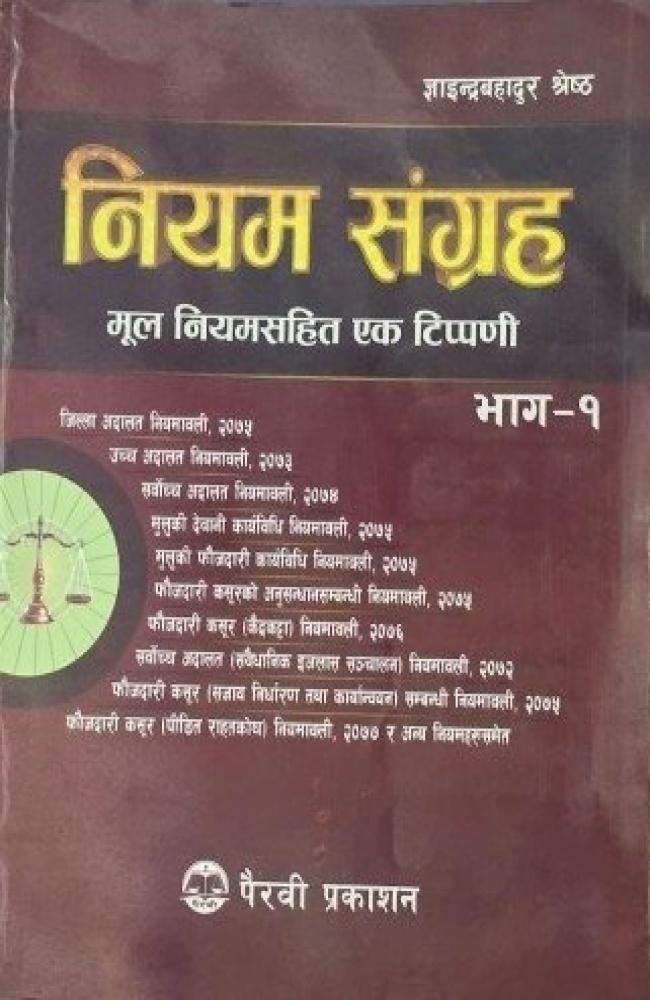 ज्ञाइन्द्रबहादुर श्रेष्ठ
नियम संग्रह
मूल नियमसहित एक टिप्पणी
भाग-१
जिल्ला अदालत नियमावली, २०७५
उच्च अदालत नियमावली, २०७३
सर्वोच्च अदालत नियमावली, २०७४
मुलुकी देवानी कार्यविधि नियमावली, २०७५
मुलुकी फौजदारी कार्यविधि नियमावली, २०७५
फौजदारी कसूरको अनुसन्धानसम्बन्धी नियमावली, २०७५
फौजदारी कसूर (कैदकट्टा) नियमावली, २०७६
सर्वोच्च अदालत (संवैधानिक इजलास सञ्चालन) नियमावली, २०७२
फौजदारी कसूर (सजाय निर्धारण तथा कार्यान्वयन) सम्बन्धी नियमावली, २०७५
फौजदारी कसूर (पीडित राहतकोष) नियमावली, २०७७ र अन्य नियमहरूसमेत
पैरवी प्रकाशन